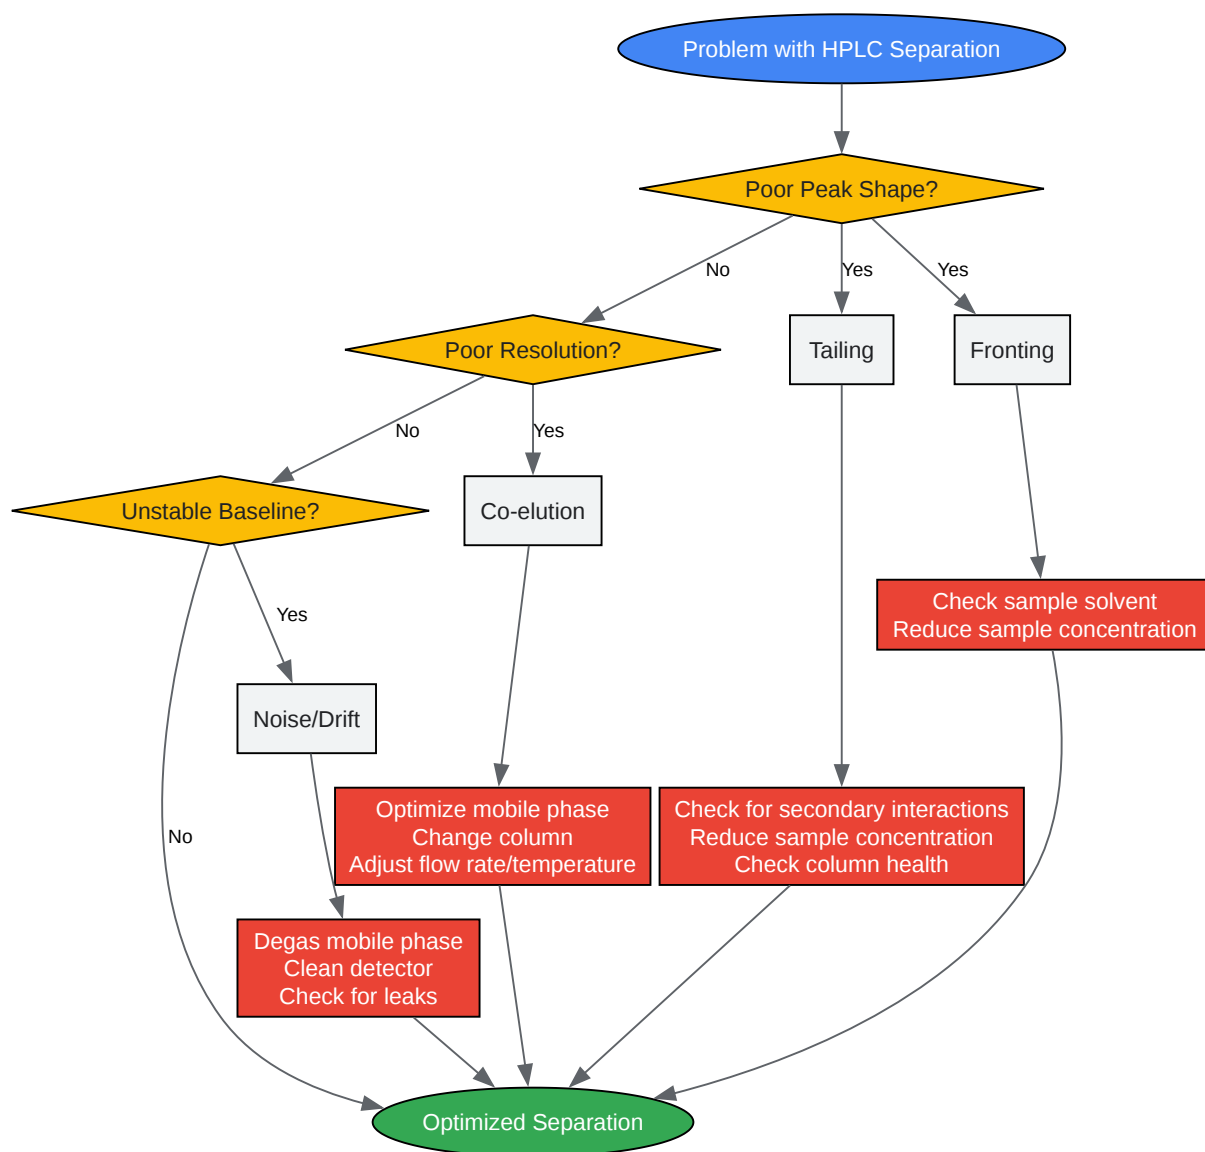 Problem with HPLC Separation
Poor Peak Shape?
No
Yes
Yes
Poor Resolution?
Tailing
Fronting
No
Yes
Unstable Baseline?
Co-elution
Check sample solvent
Reduce sample concentration
Yes
Noise/Drift
No
Optimize mobile phase
Change column
Adjust flow rate/temperature
Check for secondary interactions
Reduce sample concentration
Check column health
Degas mobile phase
Clean detector
Check for leaks
Optimized Separation